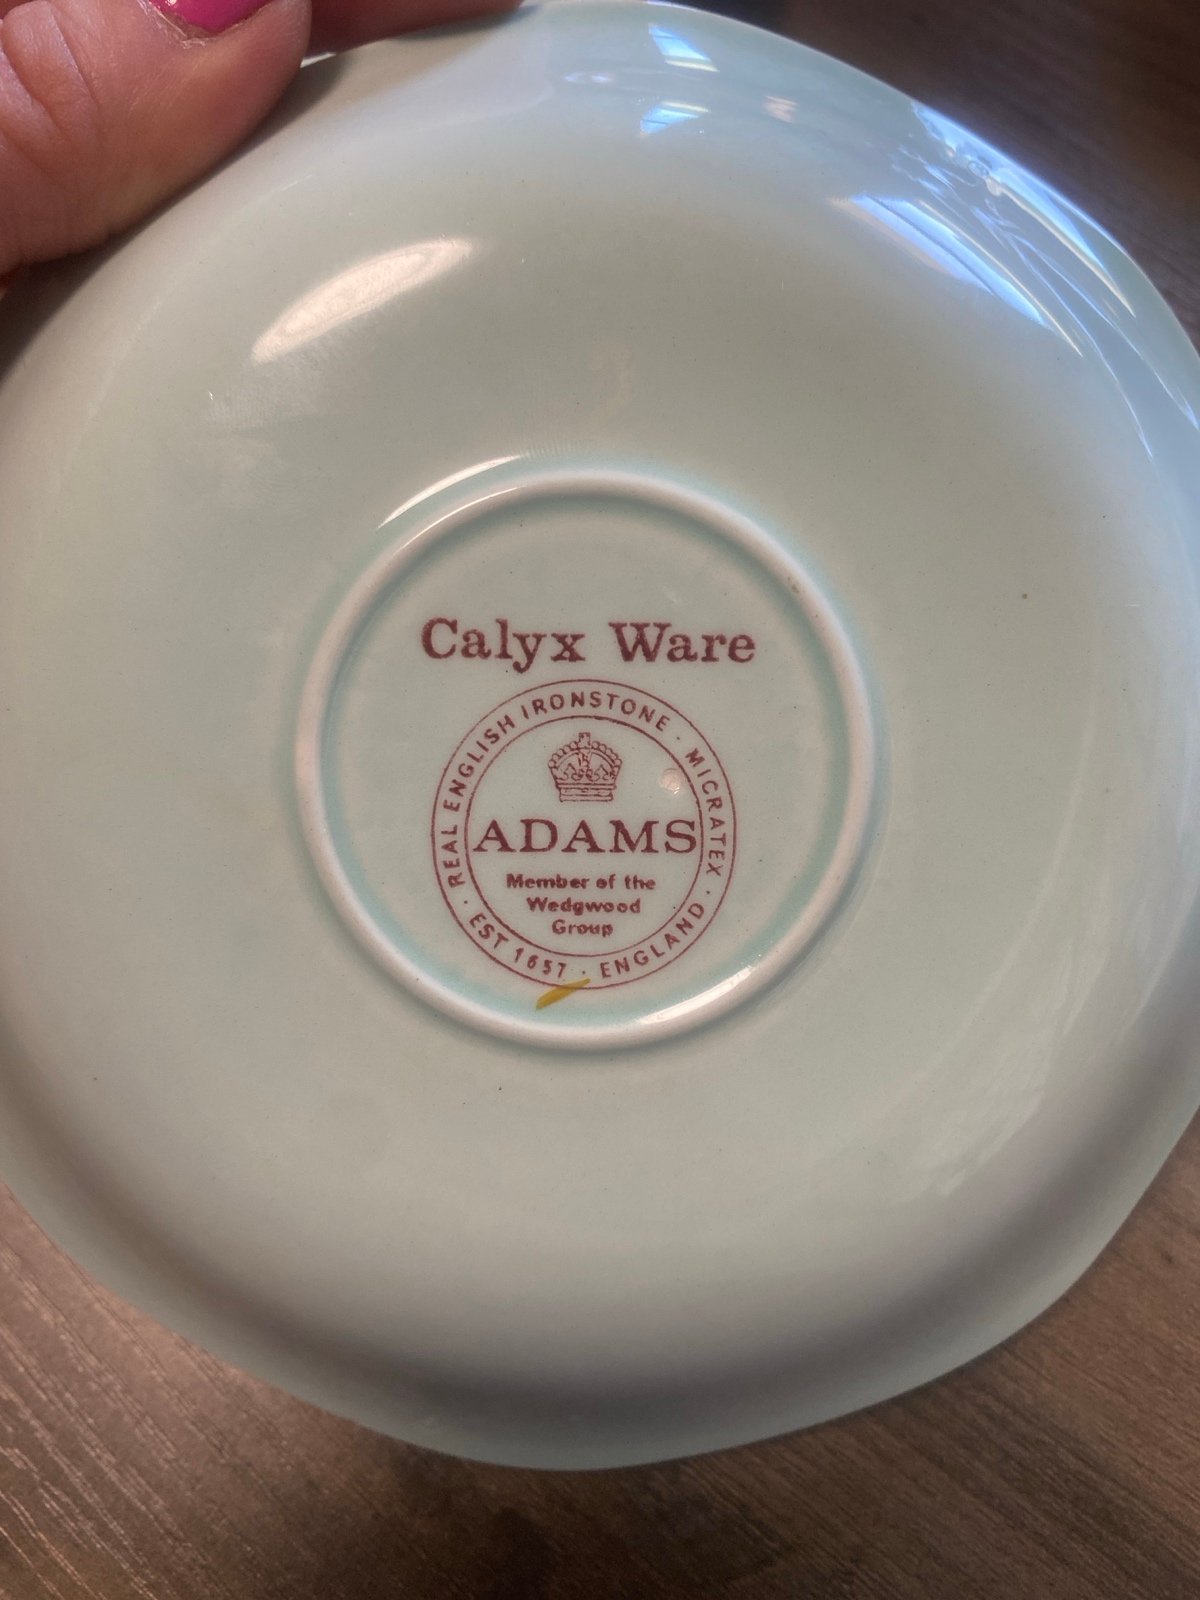 Calyx Ware
REAL ENGLISH IRONSTONE · MICRATEX ·
ADAMS
Member of the
Wedgwood
Group
· EST 1657 · ENGLAND